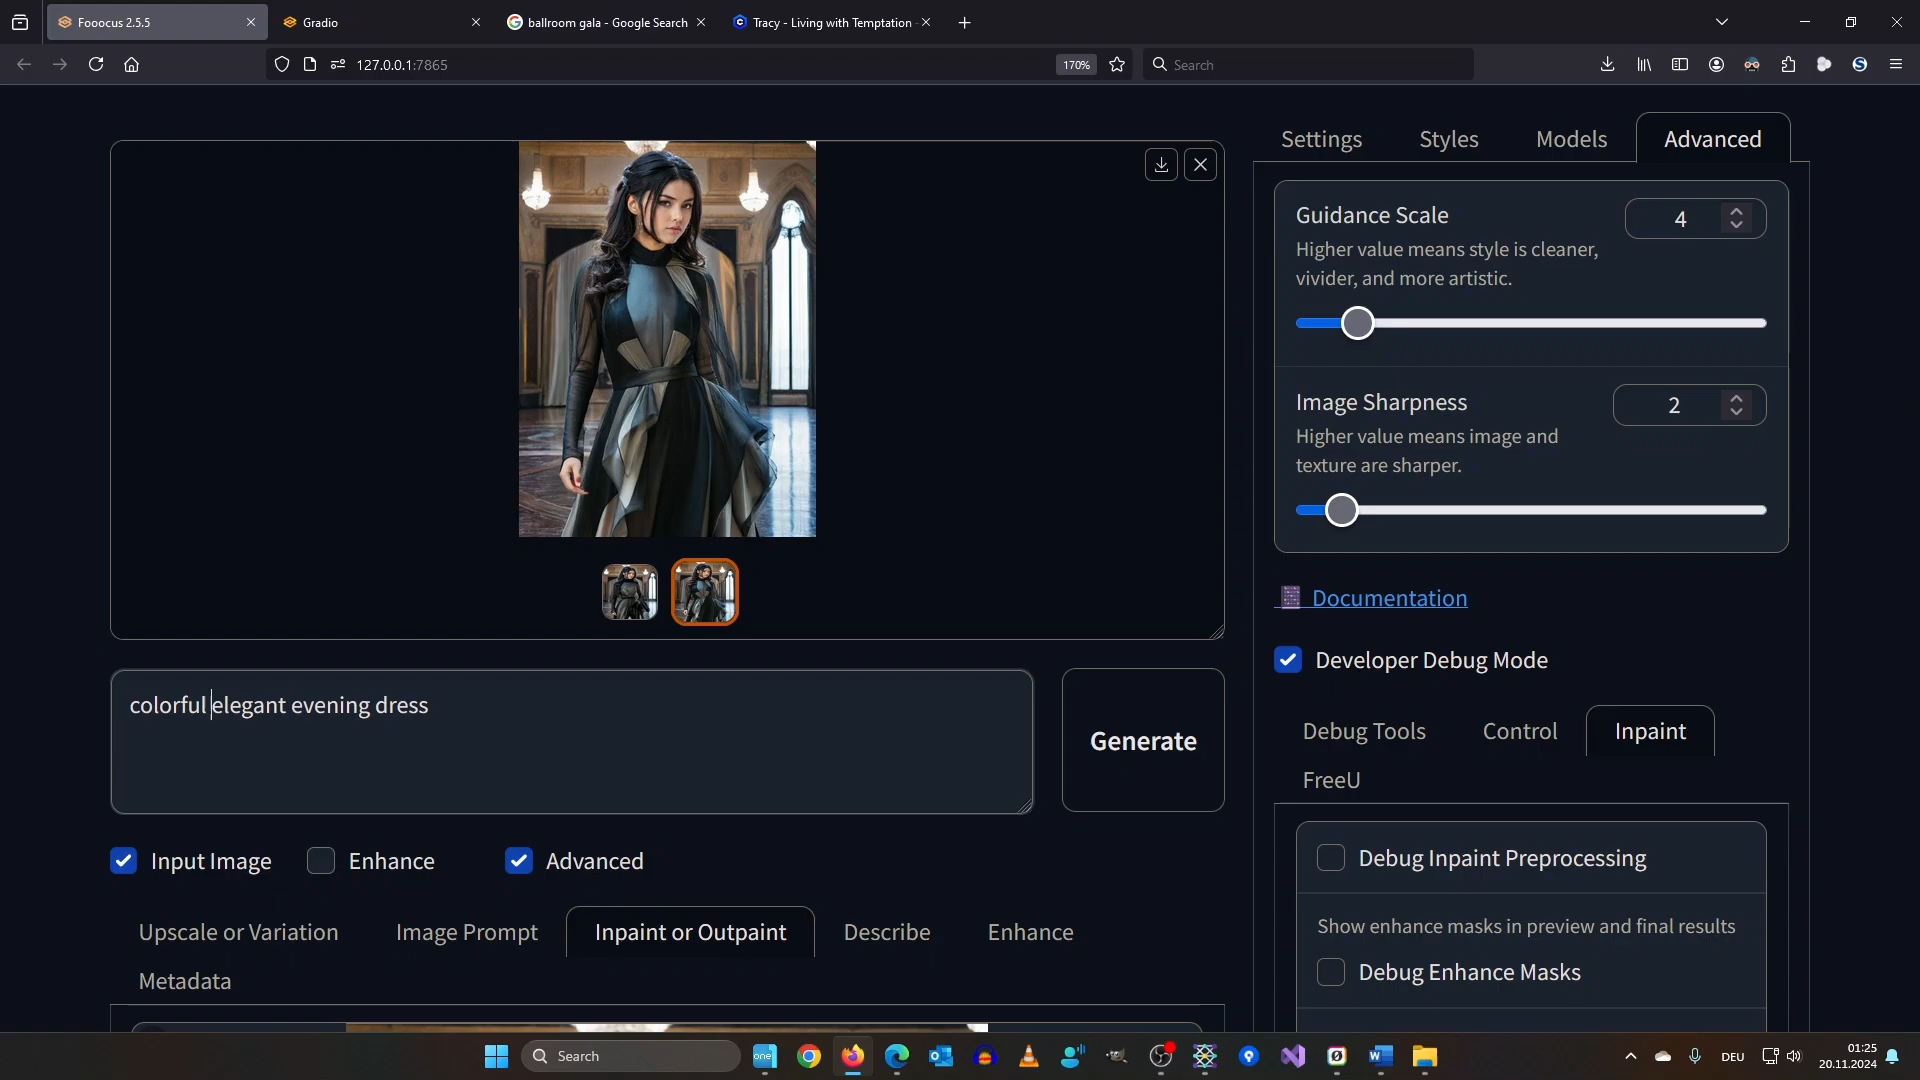 Fooocus 2.5.5
Gradio
ballroom gala - Google Search
Tracy - Living with Temptation -
127.0.0.1:7865
170%
Search
Settings
Styles
Models
Advanced
Guidance Scale
4
Higher value means style is cleaner,
vivider, and more artistic.
Image Sharpness
2
Higher value means image and
texture are sharper.
Documentation
Developer Debug Mode
colorful elegant evening dress
Generate
Debug Tools
Control
Inpaint
FreeU
Input Image
Enhance
Advanced
Debug Inpaint Preprocessing
Show enhance masks in preview and final results
Debug Enhance Masks
Upscale or Variation
Image Prompt
Inpaint or Outpaint
Describe
Enhance
Metadata
Search
one
DEU
01:25
20.11.2024